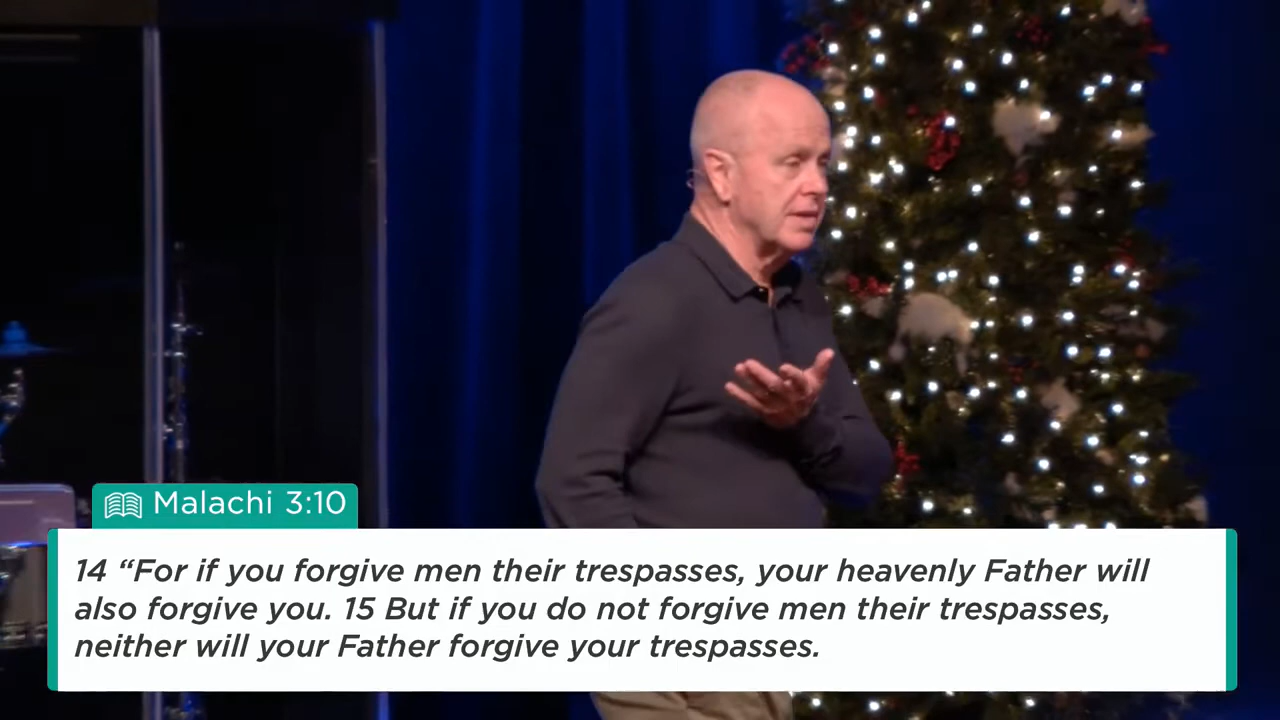 Malachi 3:10
14 “For if you forgive men their trespasses, your heavenly Father will
also forgive you. 15 But if you do not forgive men their trespasses,
neither will your Father forgive your trespasses.